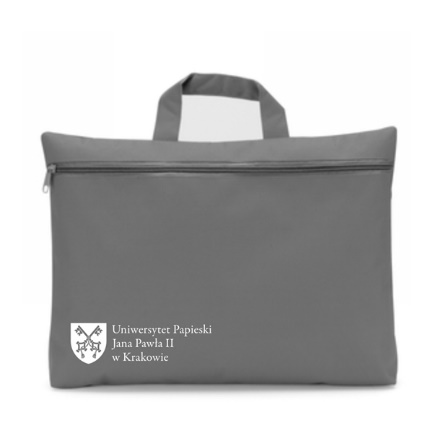 Uniwersytet Papieski
Jana Pawła II
w Krakowie